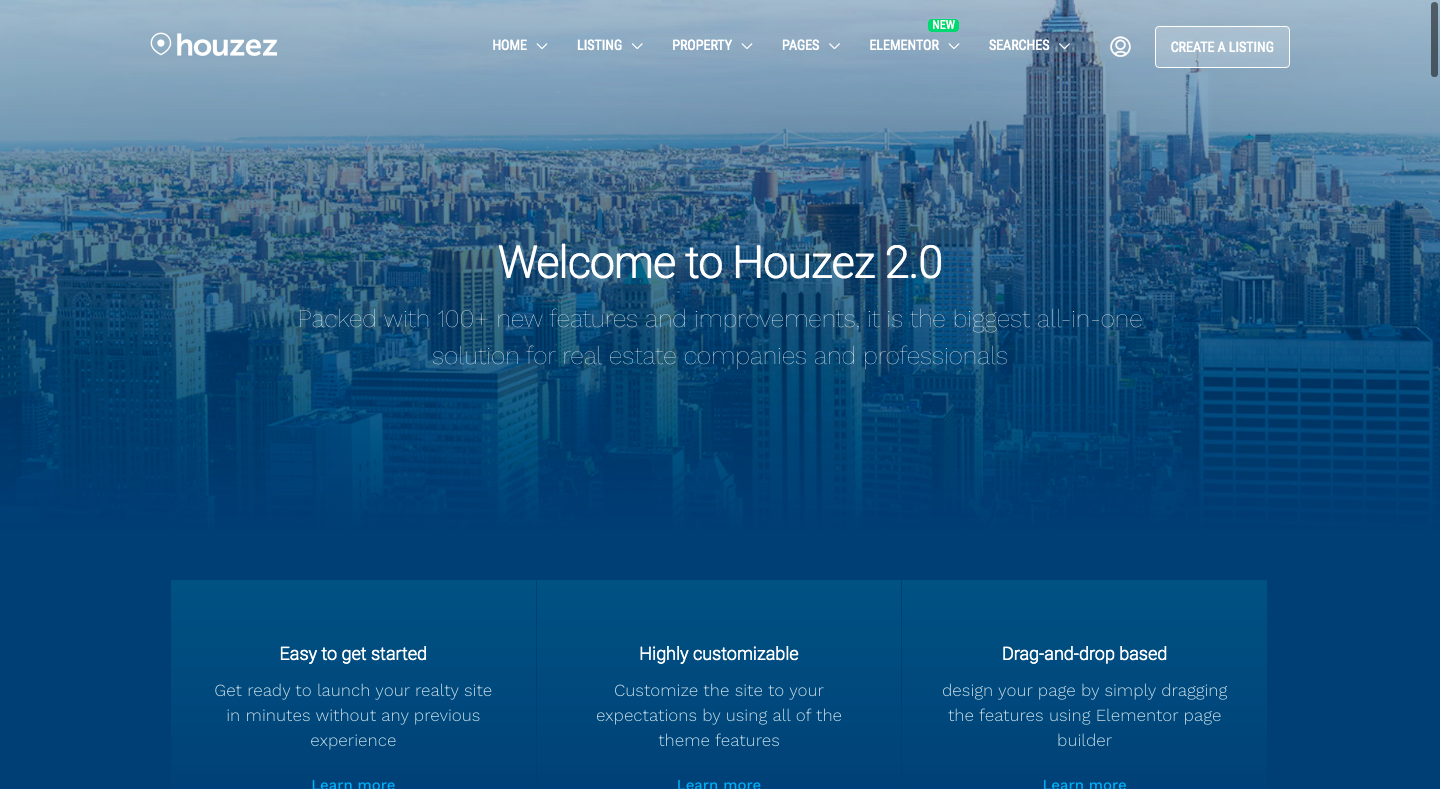 houzez
HOME LISTING PROPERTY PAGES ELEMENTOR NEW SEARCHES CREATE A LISTING
Welcome to Houzez 2.0
Packed with 100+ new features and improvements, it is the biggest all-in-one
solution for real estate companies and professionals
Easy to get started
Get ready to launch your realty site
in minutes without any previous
experience
Learn more
Highly customizable
Customize the site to your
expectations by using all of the
theme features
Learn more
Drag-and-drop based
design your page by simply dragging
the features using Elementor page
builder
Learn more